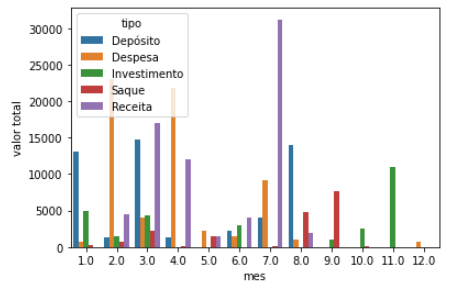 tipo
Depósito
Despesa
Investimento
Saque
Receita
valor total
30000
25000
20000
15000
10000
5000
0
1.0 2.0 3.0 4.0 5.0 6.0 7.0 8.0 9.0 10.0 11.0 12.0
mes